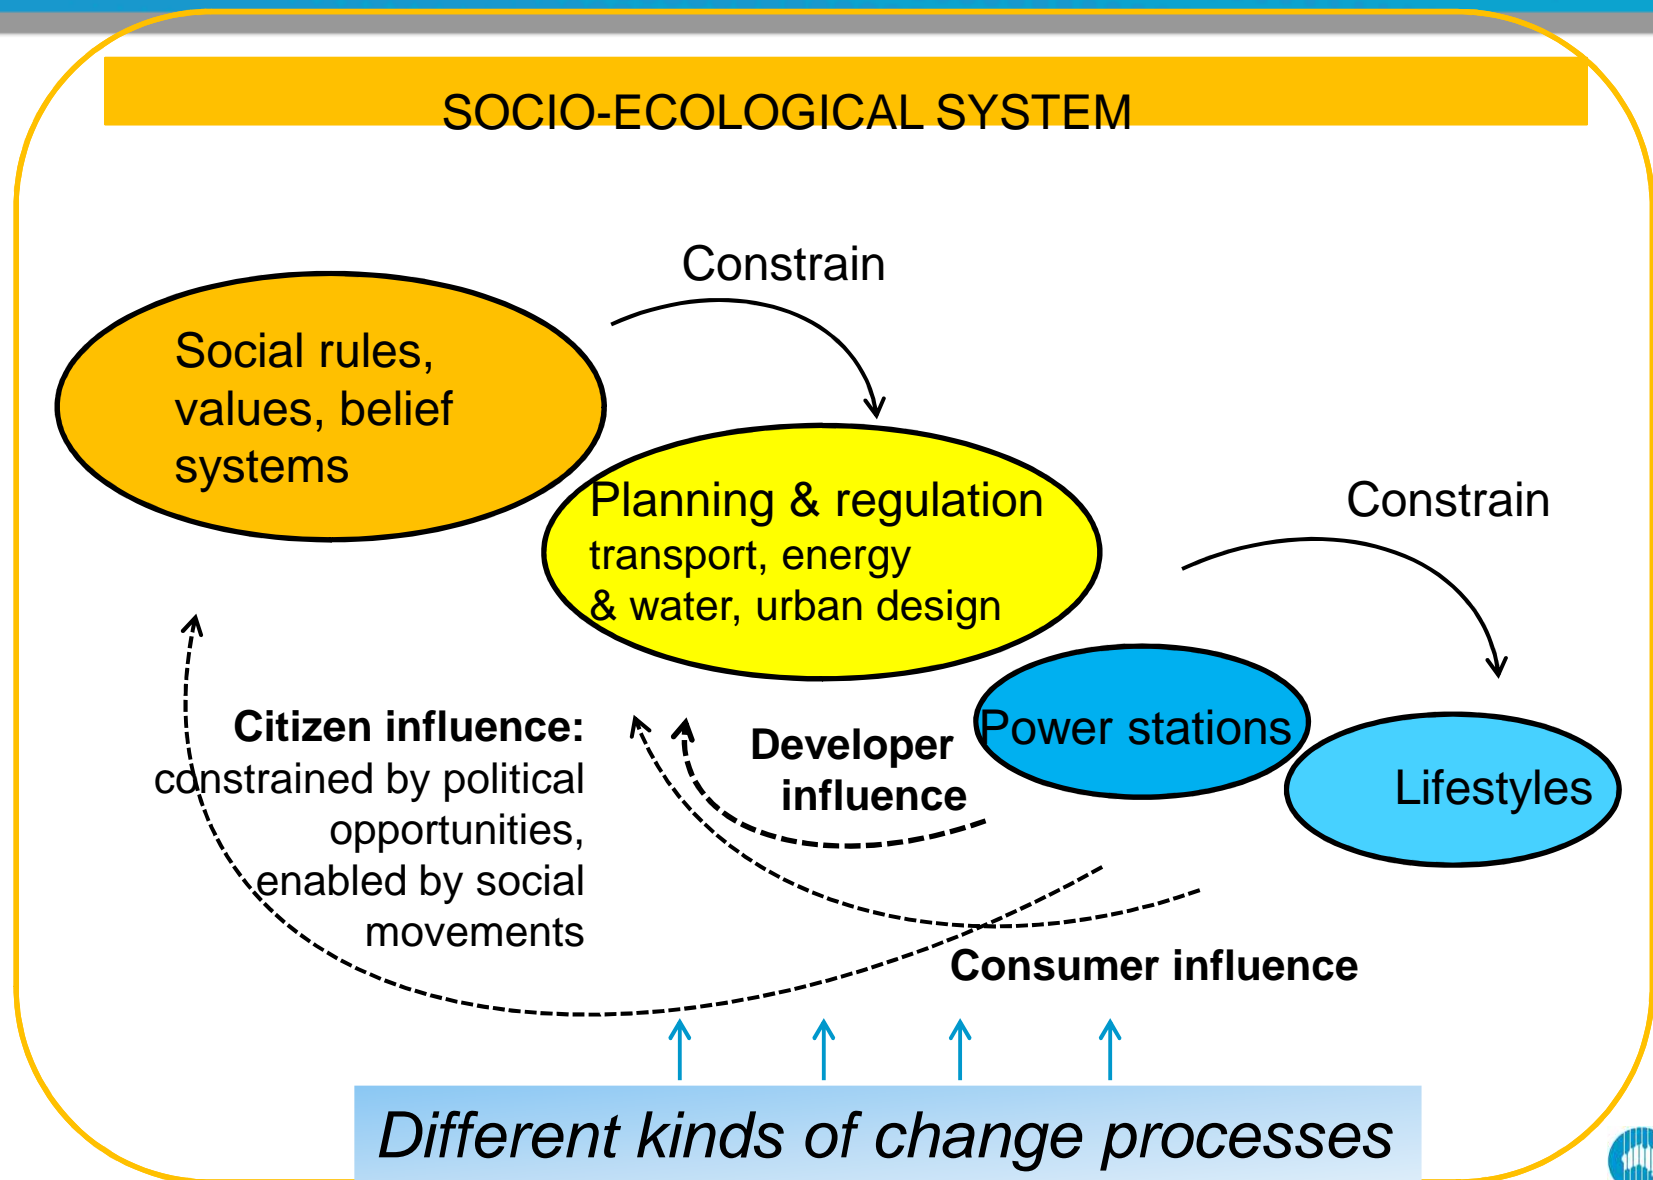 SOCIO-ECOLOGICAL SYSTEM
Constrain
Social rules,
values, belief
systems
Planning & regulation
transport, energy
& water, urban design
Constrain
Power stations
Lifestyles
Citizen influence:
constrained by political
opportunities,
enabled by social
movements
Developer
influence
Consumer influence
Different kinds of change processes